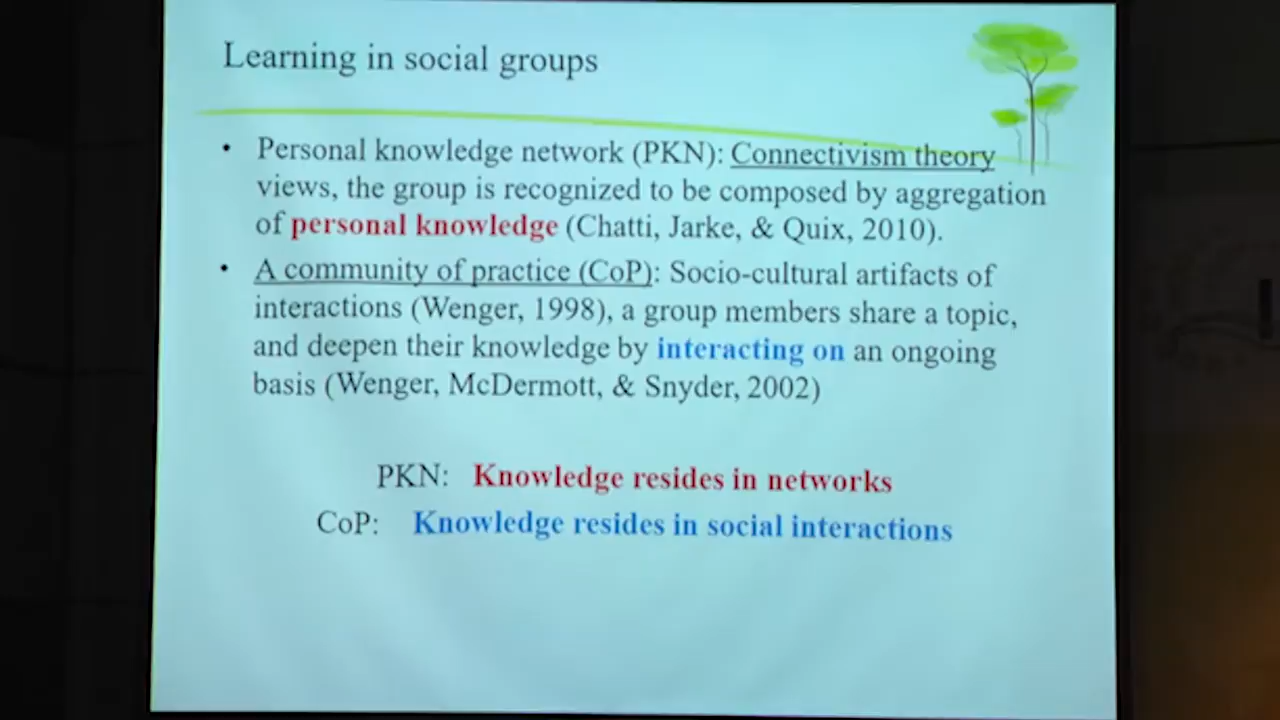 Learning in social groups
• Personal knowledge network (PKN): Connectivism theory
views, the group is recognized to be composed by aggregation
of personal knowledge (Chatti, Jarke, & Quix, 2010).
• A community of practice (CoP): Socio-cultural artifacts of
interactions (Wenger, 1998), a group members share a topic,
and deepen their knowledge by interacting on an ongoing
basis (Wenger, McDermott, & Snyder, 2002)
PKN: Knowledge resides in networks
CoP: Knowledge resides in social interactions